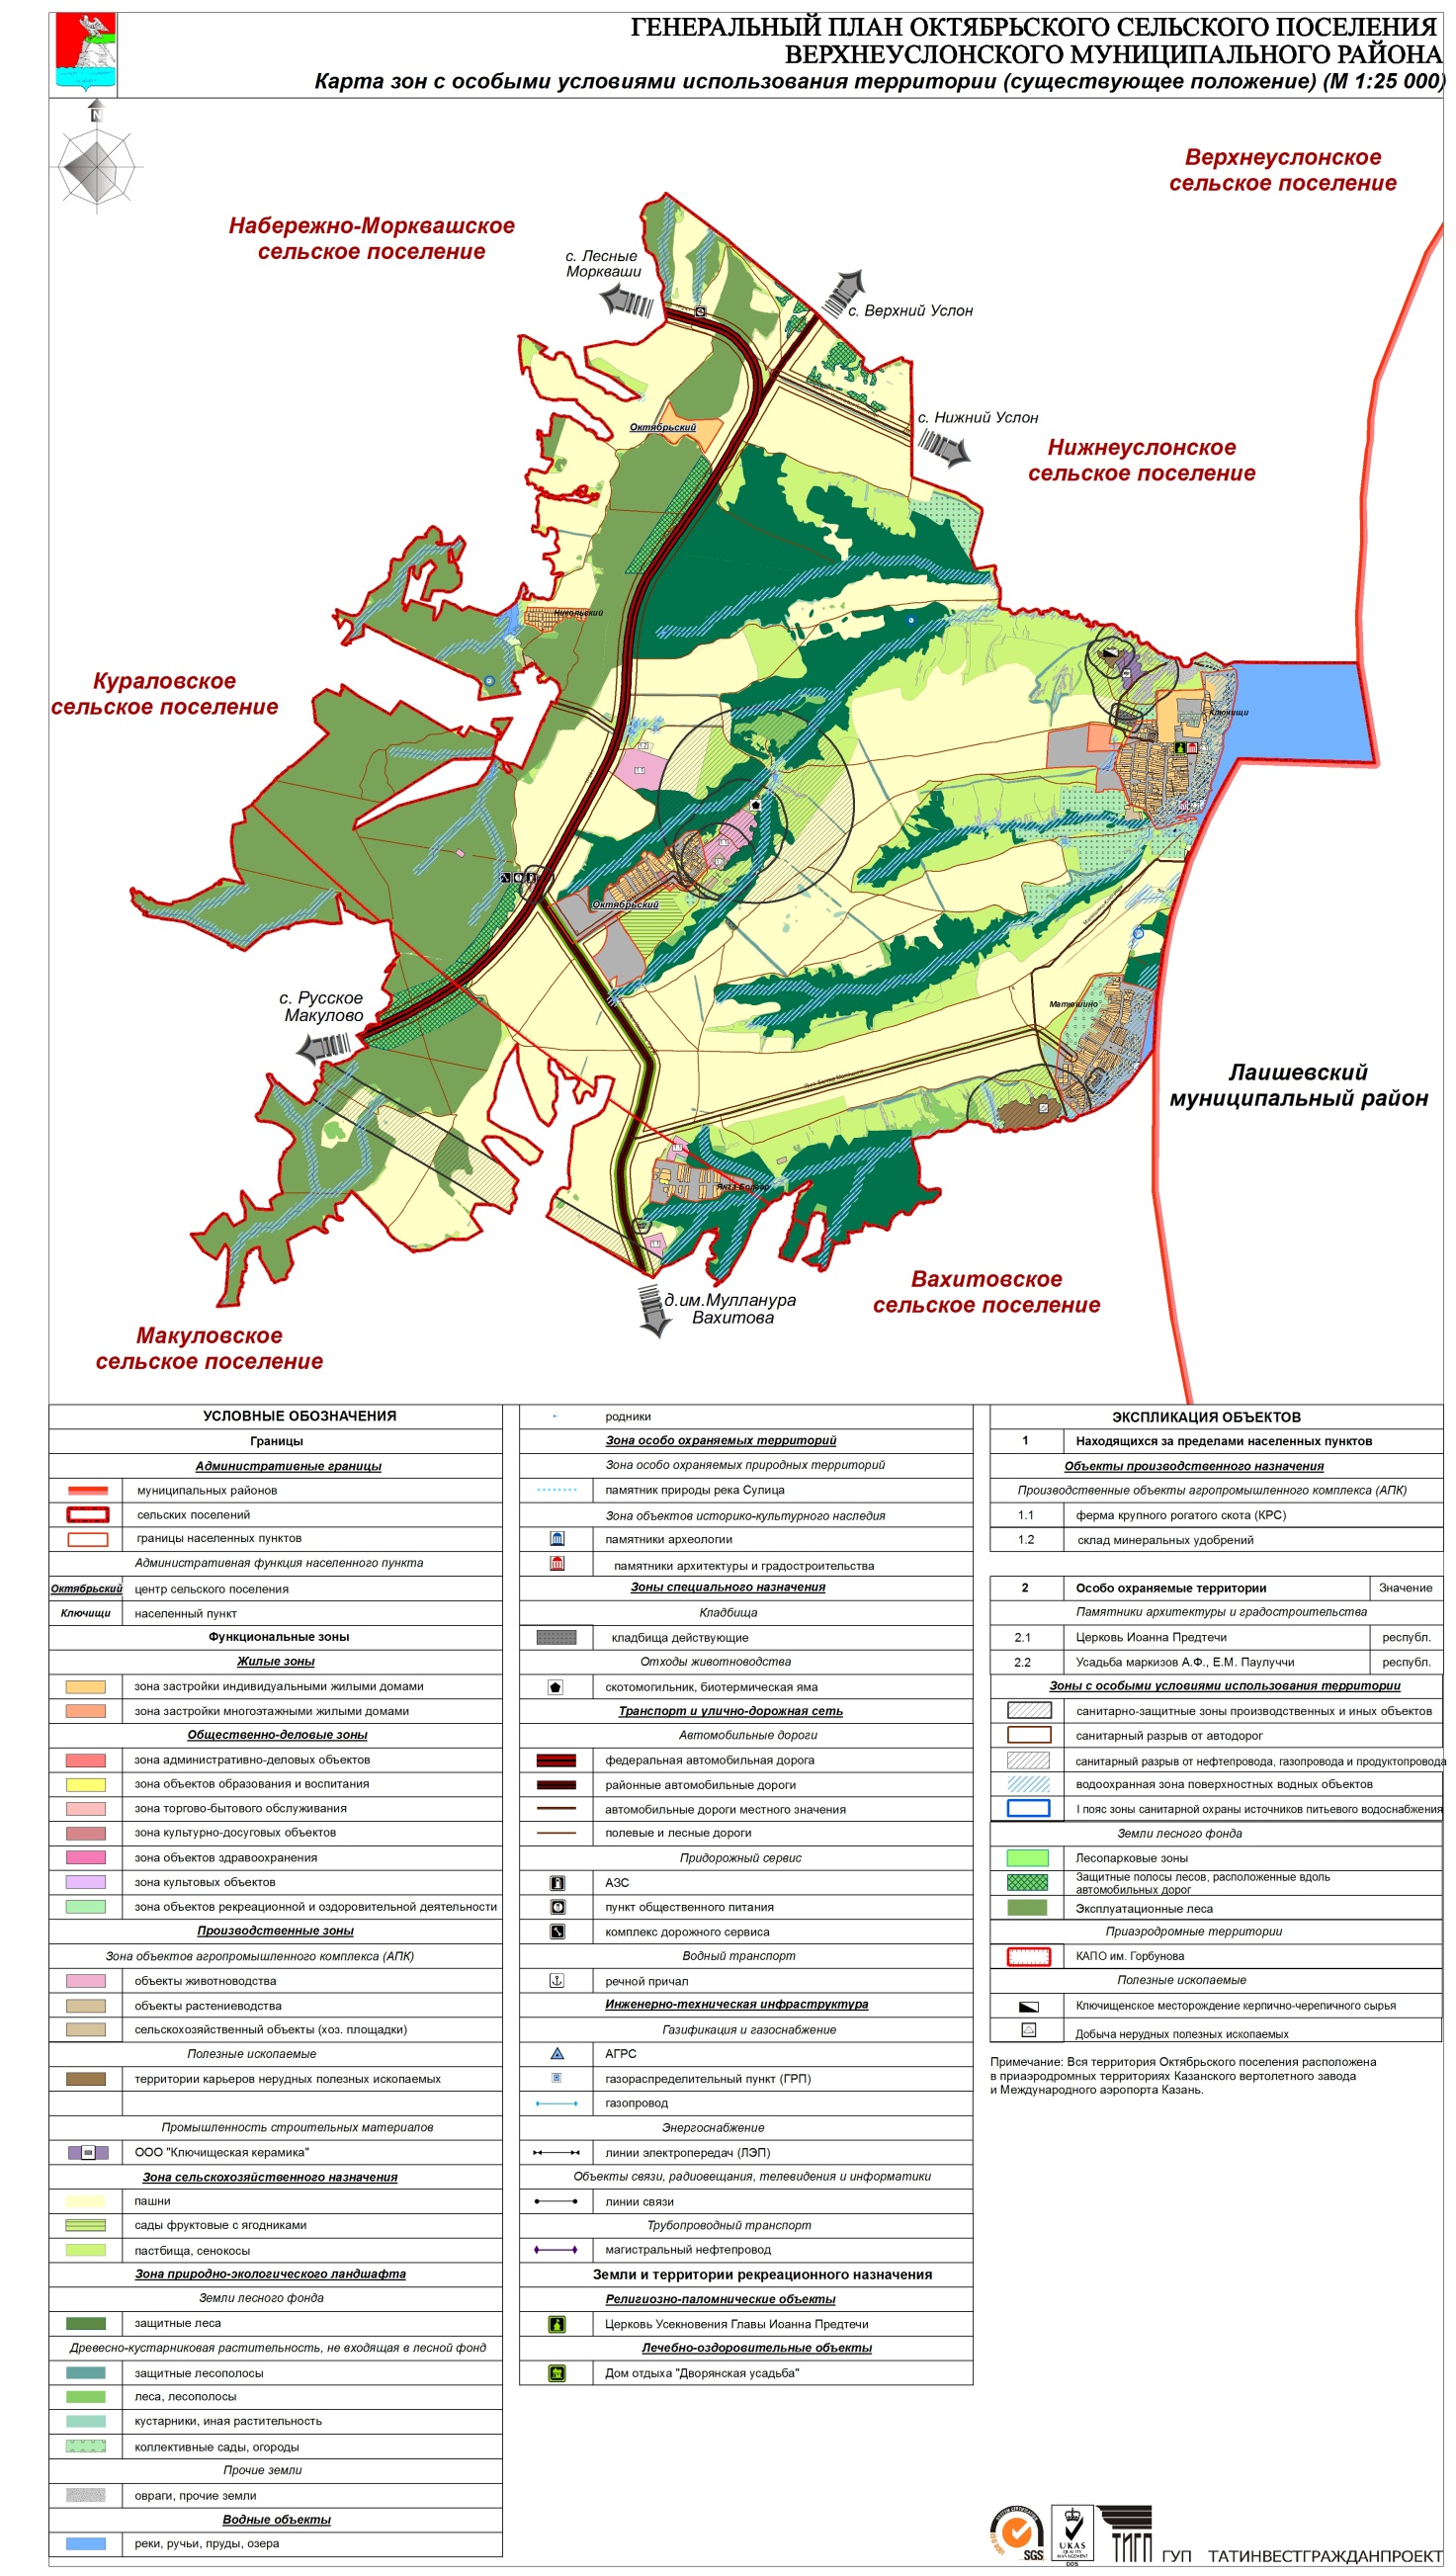 ГЕНЕРАЛЬНЫЙ ПЛАН ОКТЯБРЬСКОГО СЕЛЬСКОГО ПОСЕЛЕНИЯ
ВЕРХНЕУСЛОНСКОГО МУНИЦИПАЛЬНОГО РАЙОНА
Карта зон с особыми условиями использования территории (существующее положение) (М 1:25 000)
N
Верхнеуслонское
сельское поселение
Набережно-Морквашское
сельское поселение
с. Лесные
Моркваши
с. Верхний Услон
с. Нижний Услон
Октябрьский
Нижнеуслонское
сельское поселение
Никольский
Кураловское
сельское поселение
Ключищи
1.1
Октябрьский
с. Русское
Макулово
Матюшино
Лаишевский
муниципальный район
Яктз-Болгар
Вахитовское
сельское поселение
д.им.Мулланура
Вахитова
Макуловское
сельское поселение
УСЛОВНЫЕ ОБОЗНАЧЕНИЯ
Границы
Административные границы
муниципальных районов
сельских поселений
границы населенных пунктов
Административная функция населенного пункта
Октябрьский центр сельского поселения
Ключищи населенный пункт
Функциональные зоны
Жилые зоны
зона застройки индивидуальными жилыми домами
зона застройки многоэтажными жилыми домами
Общественно-деловые зоны
зона административно-деловых объектов
зона объектов образования и воспитания
зона торгово-бытового обслуживания
зона культурно-досуговых объектов
зона объектов здравоохранения
зона культовых объектов
зона объектов рекреационной и оздоровительной деятельности
Производственные зоны
Зона объектов агропромышленного комплекса (АПК)
объекты животноводства
объекты растениеводства
сельскохозяйственный объекты (хоз. площадки)
Полезные ископаемые
территории карьеров нерудных полезных ископаемых
Промышленность строительных материалов
ООО "Ключищеская керамика"
Зона сельскохозяйственного назначения
пашни
сады фруктовые с ягодниками
пастбища, сенокосы
Зона природно-экологического ландшафта
Земли лесного фонда
защитные леса
Древесно-кустарниковая растительность, не входящая в лесной фонд
защитные лесополосы
леса, лесополосы
кустарники, иная растительность
коллективные сады, огороды
Прочие земли
овраги, прочие земли
Водные объекты
реки, ручьи, пруды, озера
родники
Зона особо охраняемых территорий
Зона особо охраняемых природных территорий
памятник природы река Сулица
Зона объектов историко-культурного наследия
памятники археологии
памятники архитектуры и градостроительства
Зоны специального назначения
Кладбища
кладбища действующие
Отходы животноводства
скотомогильник, биотермическая яма
Транспорт и улично-дорожная сеть
Автомобильные дороги
федеральная автомобильная дорога
районные автомобильные дороги
автомобильные дороги местного значения
полевые и лесные дороги
Придорожный сервис
АЗС
пункт общественного питания
комплекс дорожного сервиса
Водный транспорт
речной причал
Инженерно-техническая инфраструктура
Газификация и газоснабжение
АГРС
газораспределительный пункт (ГРП)
газопровод
Энергоснабжение
линии электропередач (ЛЭП)
Объекты связи, радиовещания, телевидения и информатики
линии связи
Трубопроводный транспорт
магистральный нефтепровод
Земли и территории рекреационного назначения
Религиозно-паломнические объекты
Церковь Усекновения Главы Иоанна Предтечи
Лечебно-оздоровительные объекты
Дом отдыха "Дворянская усадьба"
ЭКСПЛИКАЦИЯ ОБЪЕКТОВ
1 Находящихся за пределами населенных пунктов
Объекты производственного назначения
Производственные объекты агропромышленного комплекса (АПК)
1.1 ферма крупного рогатого скота (КРС)
1.2 склад минеральных удобрений
2 Особо охраняемые территории Значение
Памятники архитектуры и градостроительства
2.1 Церковь Иоанна Предтечи республ.
2.2 Усадьба маркизов А.Ф., Е.М. Паулуччи республ.
Зоны с особыми условиями использования территории
санитарно-защитные зоны производственных и иных объектов
санитарный разрыв от автодорог
санитарный разрыв от нефтепровода, газопровода и продуктопровода
водоохранная зона поверхностных водных объектов
I пояс зоны санитарной охраны источников питьевого водоснабжения
Земли лесного фонда
Лесопарковые зоны
Защитные полосы лесов, расположенные вдоль
автомобильных дорог
Эксплуатационные леса
Приаэродромные территории
КАПО им. Горбунова
Полезные ископаемые
Ключищенское месторождение керпично-черепичного сырья
Добыча нерудных полезных ископаемых
Примечание: Вся территория Октябрьского поселения расположена
в приаэродромных территориях Казанского вертолетного завода
и Международного аэропорта Казань.
SGS
UKAS
QUALITY
MANAGEMENT
005
ТИГП
ГУП ТАТИНВЕСТГРАЖДАНПРОЕКТ